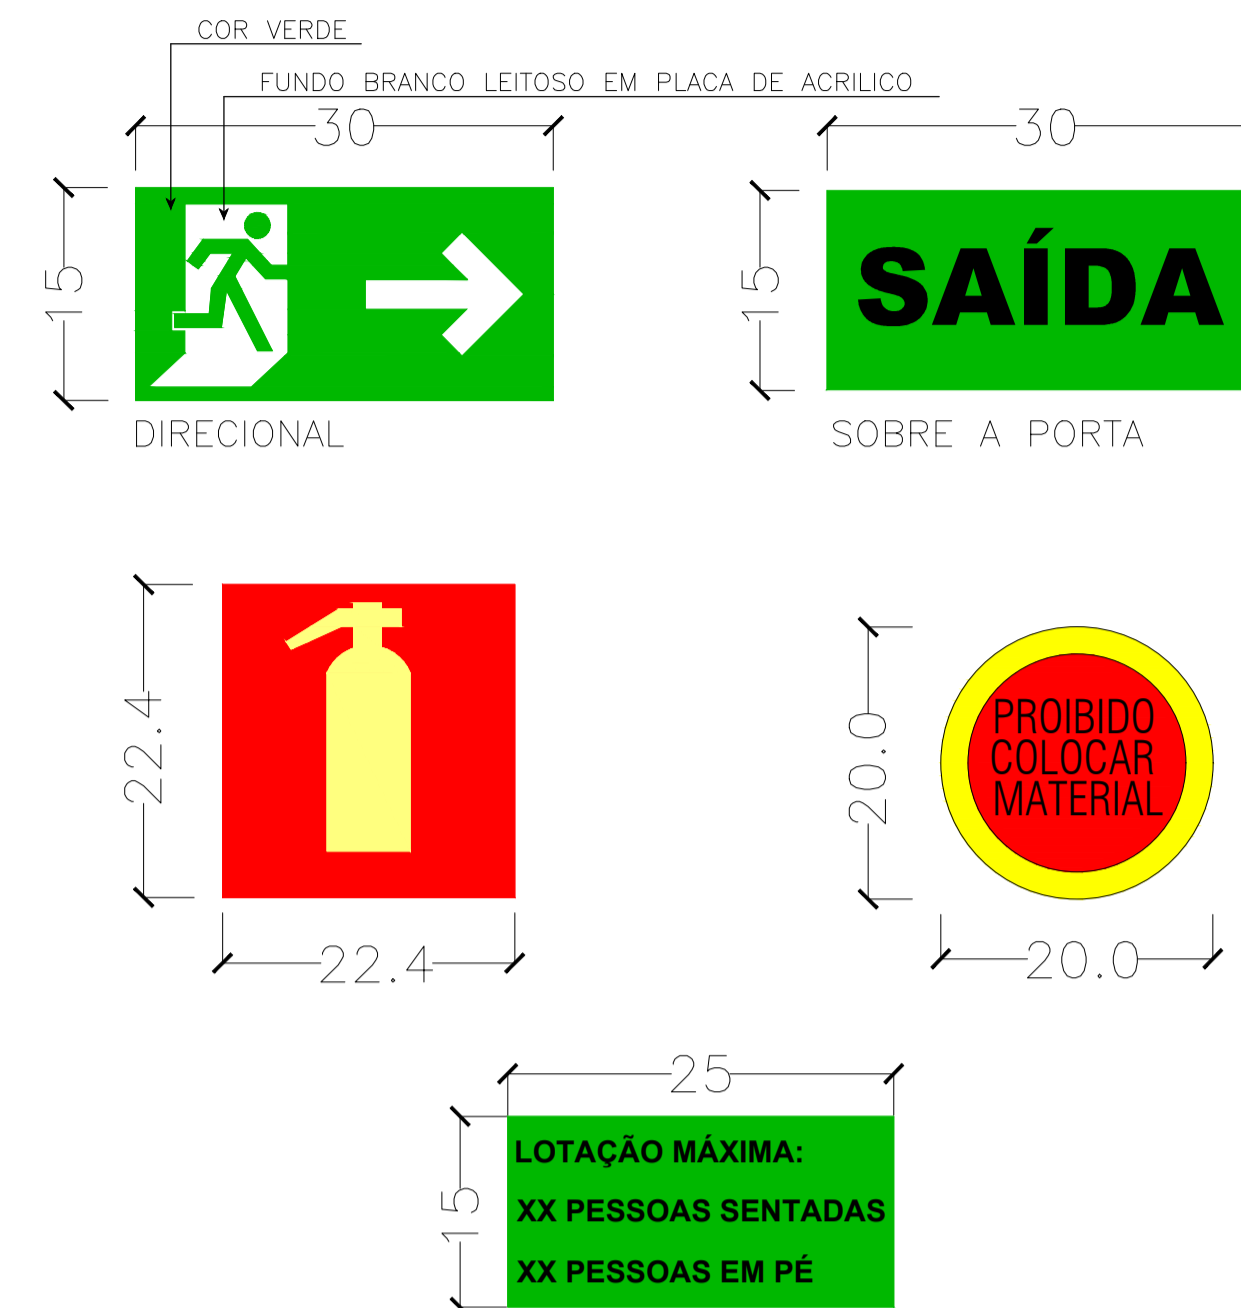 COR VERDE
FUNDO BRANCO LEITOSO EM PLACA DE ACRILICO
30
30
15
15
SAÍDA
DIRECIONAL
SOBRE A PORTA
22.4
22.4
20.0
PROIBIDO
COLOCAR
MATERIAL
20.0
25
15
LOTAÇÃO MÁXIMA:
XX PESSOAS SENTADAS
XX PESSOAS EM PÉ